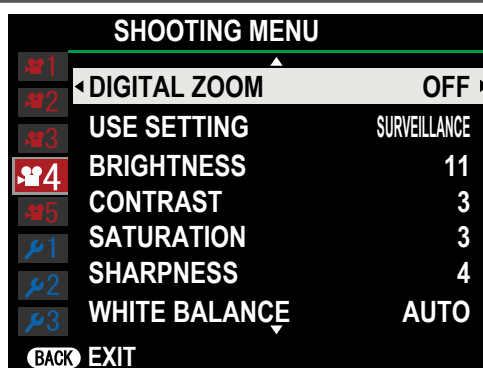 SHOOTING MENU
1
2
3
4
5
1
2
3
DIGITAL ZOOM OFF
USE SETTING SURVEILLANCE
BRIGHTNESS 11
CONTRAST 3
SATURATION 3
SHARPNESS 4
WHITE BALANCE AUTO
BACK EXIT